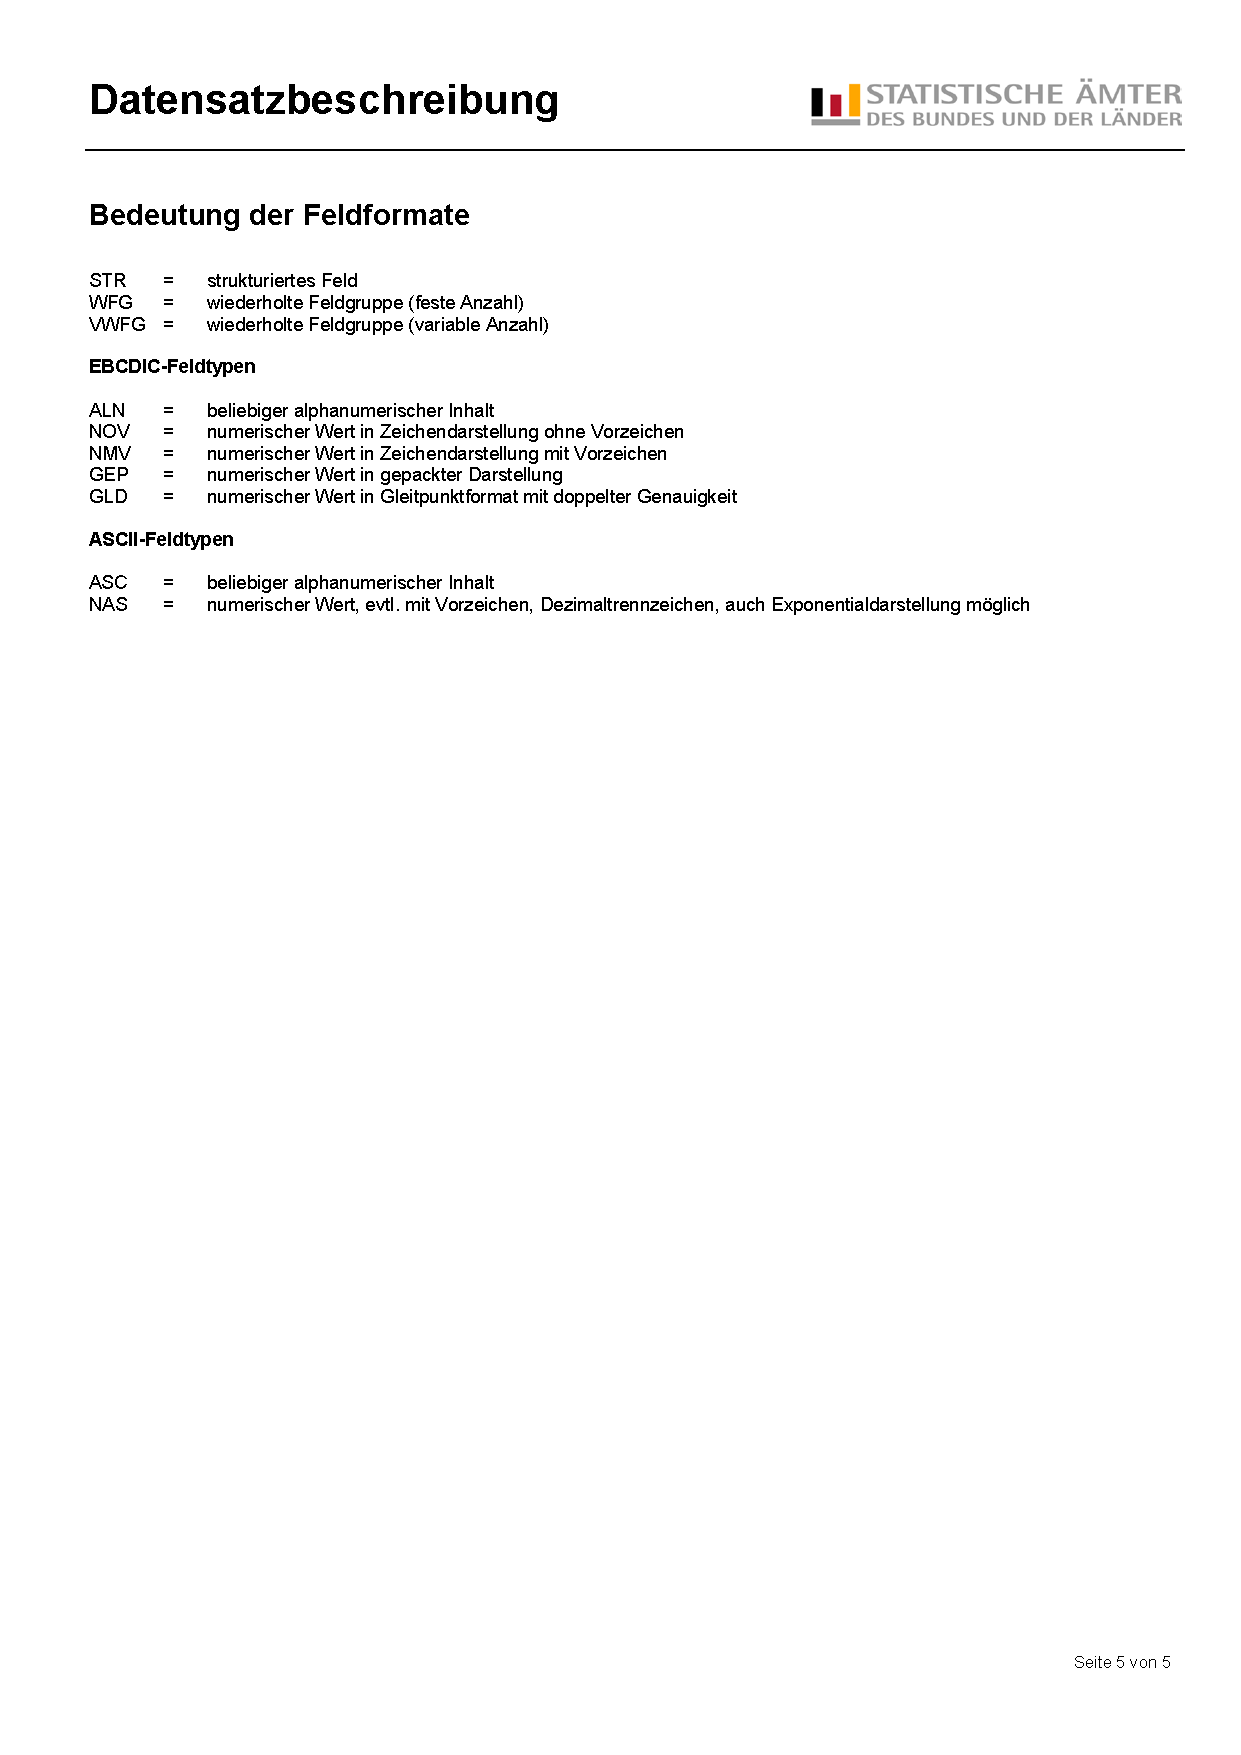 Datensatzbeschreibung
STATISTISCHE ÄMTER
DES BUNDES UND DER LÄNDER
Bedeutung der Feldformate
STR = strukturiertes Feld
WFG = wiederholte Feldgruppe (feste Anzahl)
VWFG = wiederholte Feldgruppe (variable Anzahl)
EBCDIC-Feldtypen
ALN = beliebiger alphanumerischer Inhalt
NOV = numerischer Wert in Zeichendarstellung ohne Vorzeichen
NMV = numerischer Wert in Zeichendarstellung mit Vorzeichen
GEP = numerischer Wert in gepackter Darstellung
GLD = numerischer Wert in Gleitpunktformat mit doppelter Genauigkeit
ASCII-Feldtypen
ASC = beliebiger alphanumerischer Inhalt
NAS = numerischer Wert, evtl. mit Vorzeichen, Dezimaltrennzeichen, auch Exponentialdarstellung möglich
Seite 5 von 5